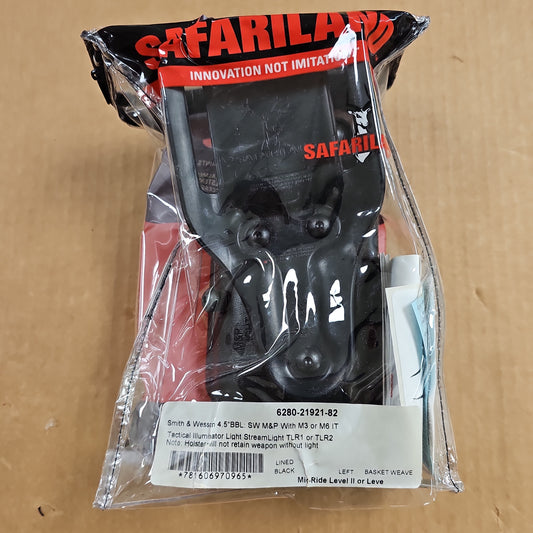 SAFARILAND
INNOVATION NOT IMITATION
SAFARILA
M&P
6280-21921-82
Smith & Wesson 4.5"BBL: SW M&P With M3 or M6 IT
Tactical Illuminator Light StreamLight TLR1 or TLR2
Note: Holster will not retain weapon without light
LINED
BLACK LEFT BASKET WEAVE
*781606970965*
Mid-Ride Level II or Leve